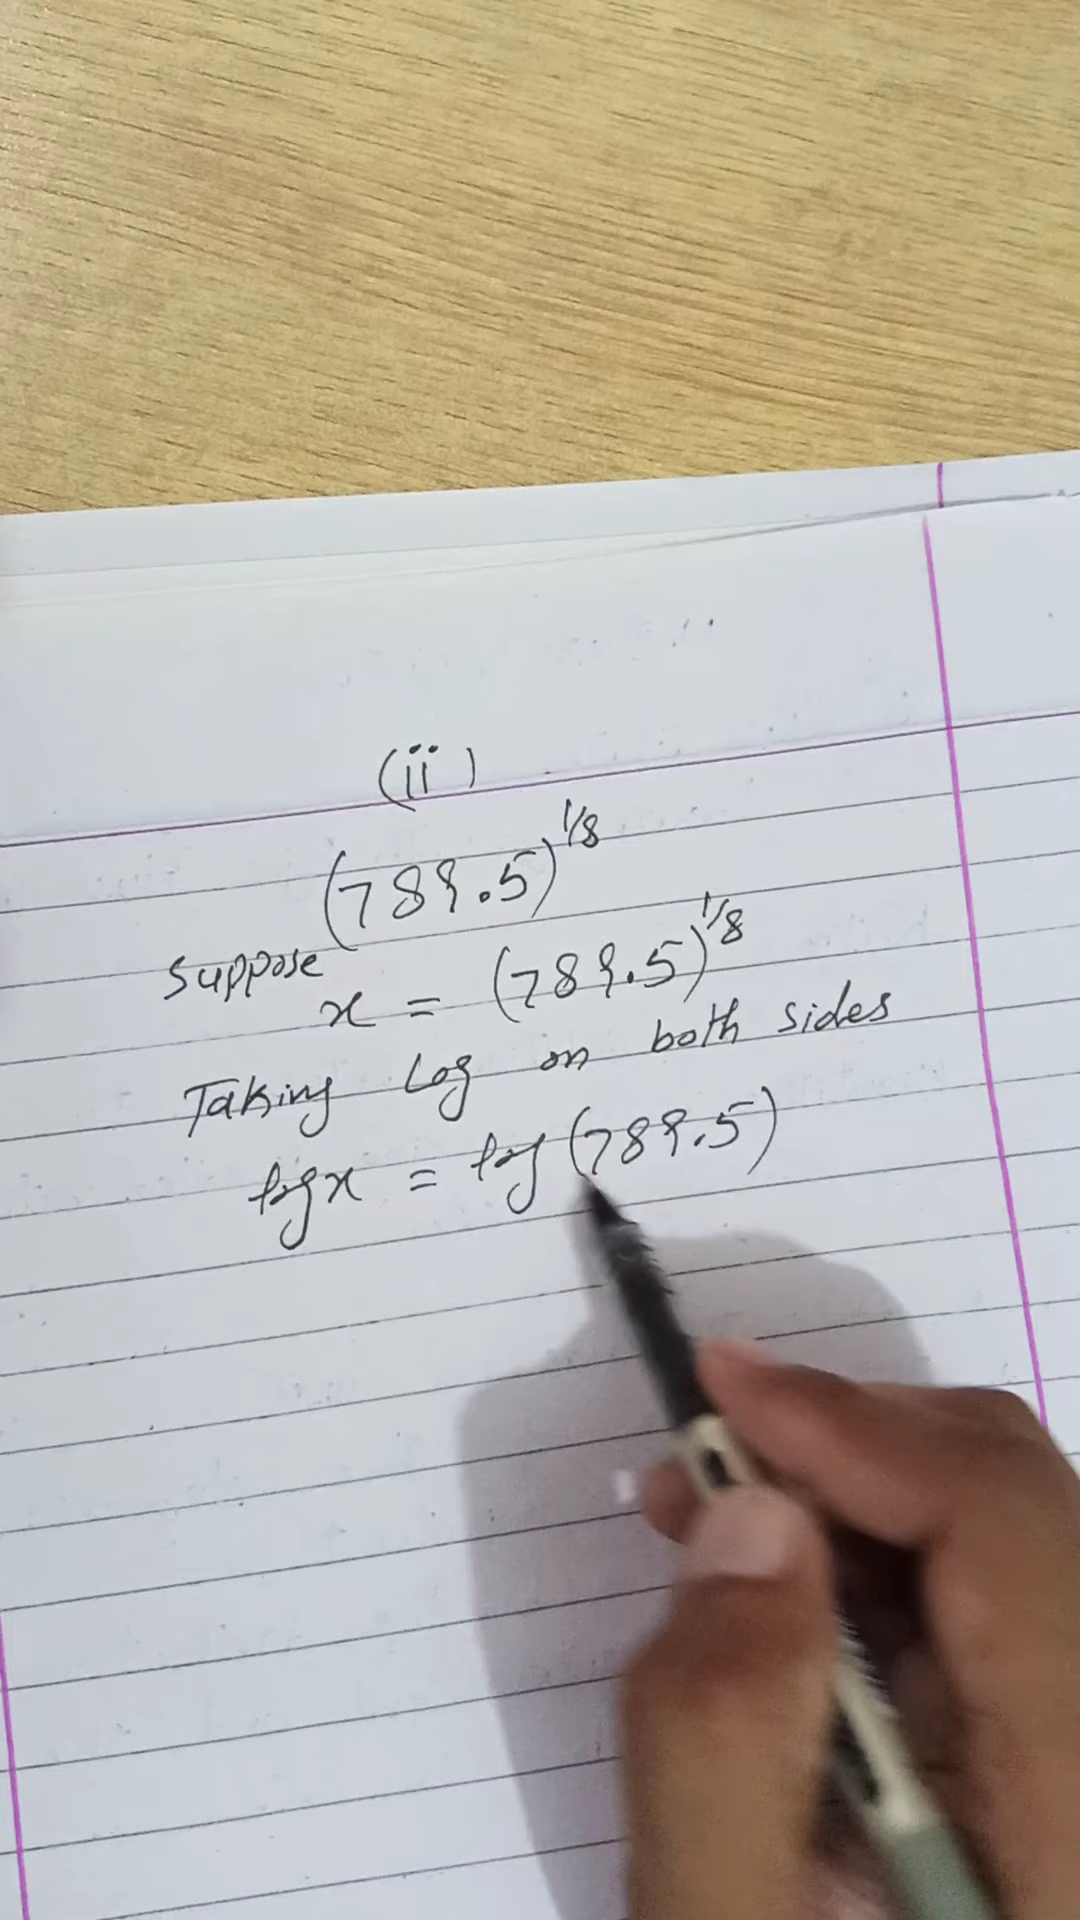 (ii)
(789.5)^1/8
Suppose
x = (789.5)^1/8
Taking Log on both sides
log x = log (789.5)